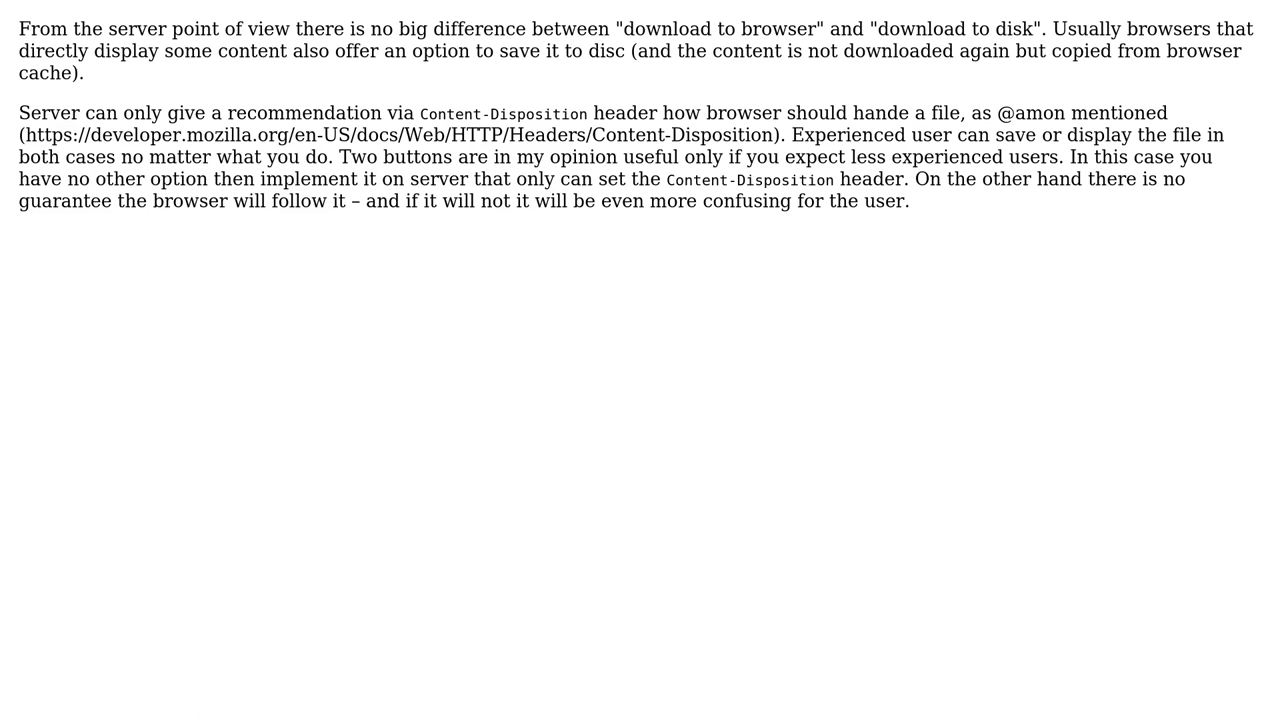 From the server point of view there is no big difference between "download to browser" and "download to disk". Usually browsers that
directly display some content also offer an option to save it to disc (and the content is not downloaded again but copied from browser
cache).
Server can only give a recommendation via Content-Disposition header how browser should hande a file, as @amon mentioned
(https://developer.mozilla.org/en-US/docs/Web/HTTP/Headers/Content-Disposition). Experienced user can save or display the file in
both cases no matter what you do. Two buttons are in my opinion useful only if you expect less experienced users. In this case you
have no other option then implement it on server that only can set the Content-Disposition header. On the other hand there is no
guarantee the browser will follow it – and if it will not it will be even more confusing for the user.